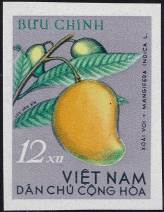 BƯU CHÍNH
XOÀI VOI • MANGIFERA INDICA L.
12 XU
VIỆT NAM
DÂN CHỦ CỘNG HÒA